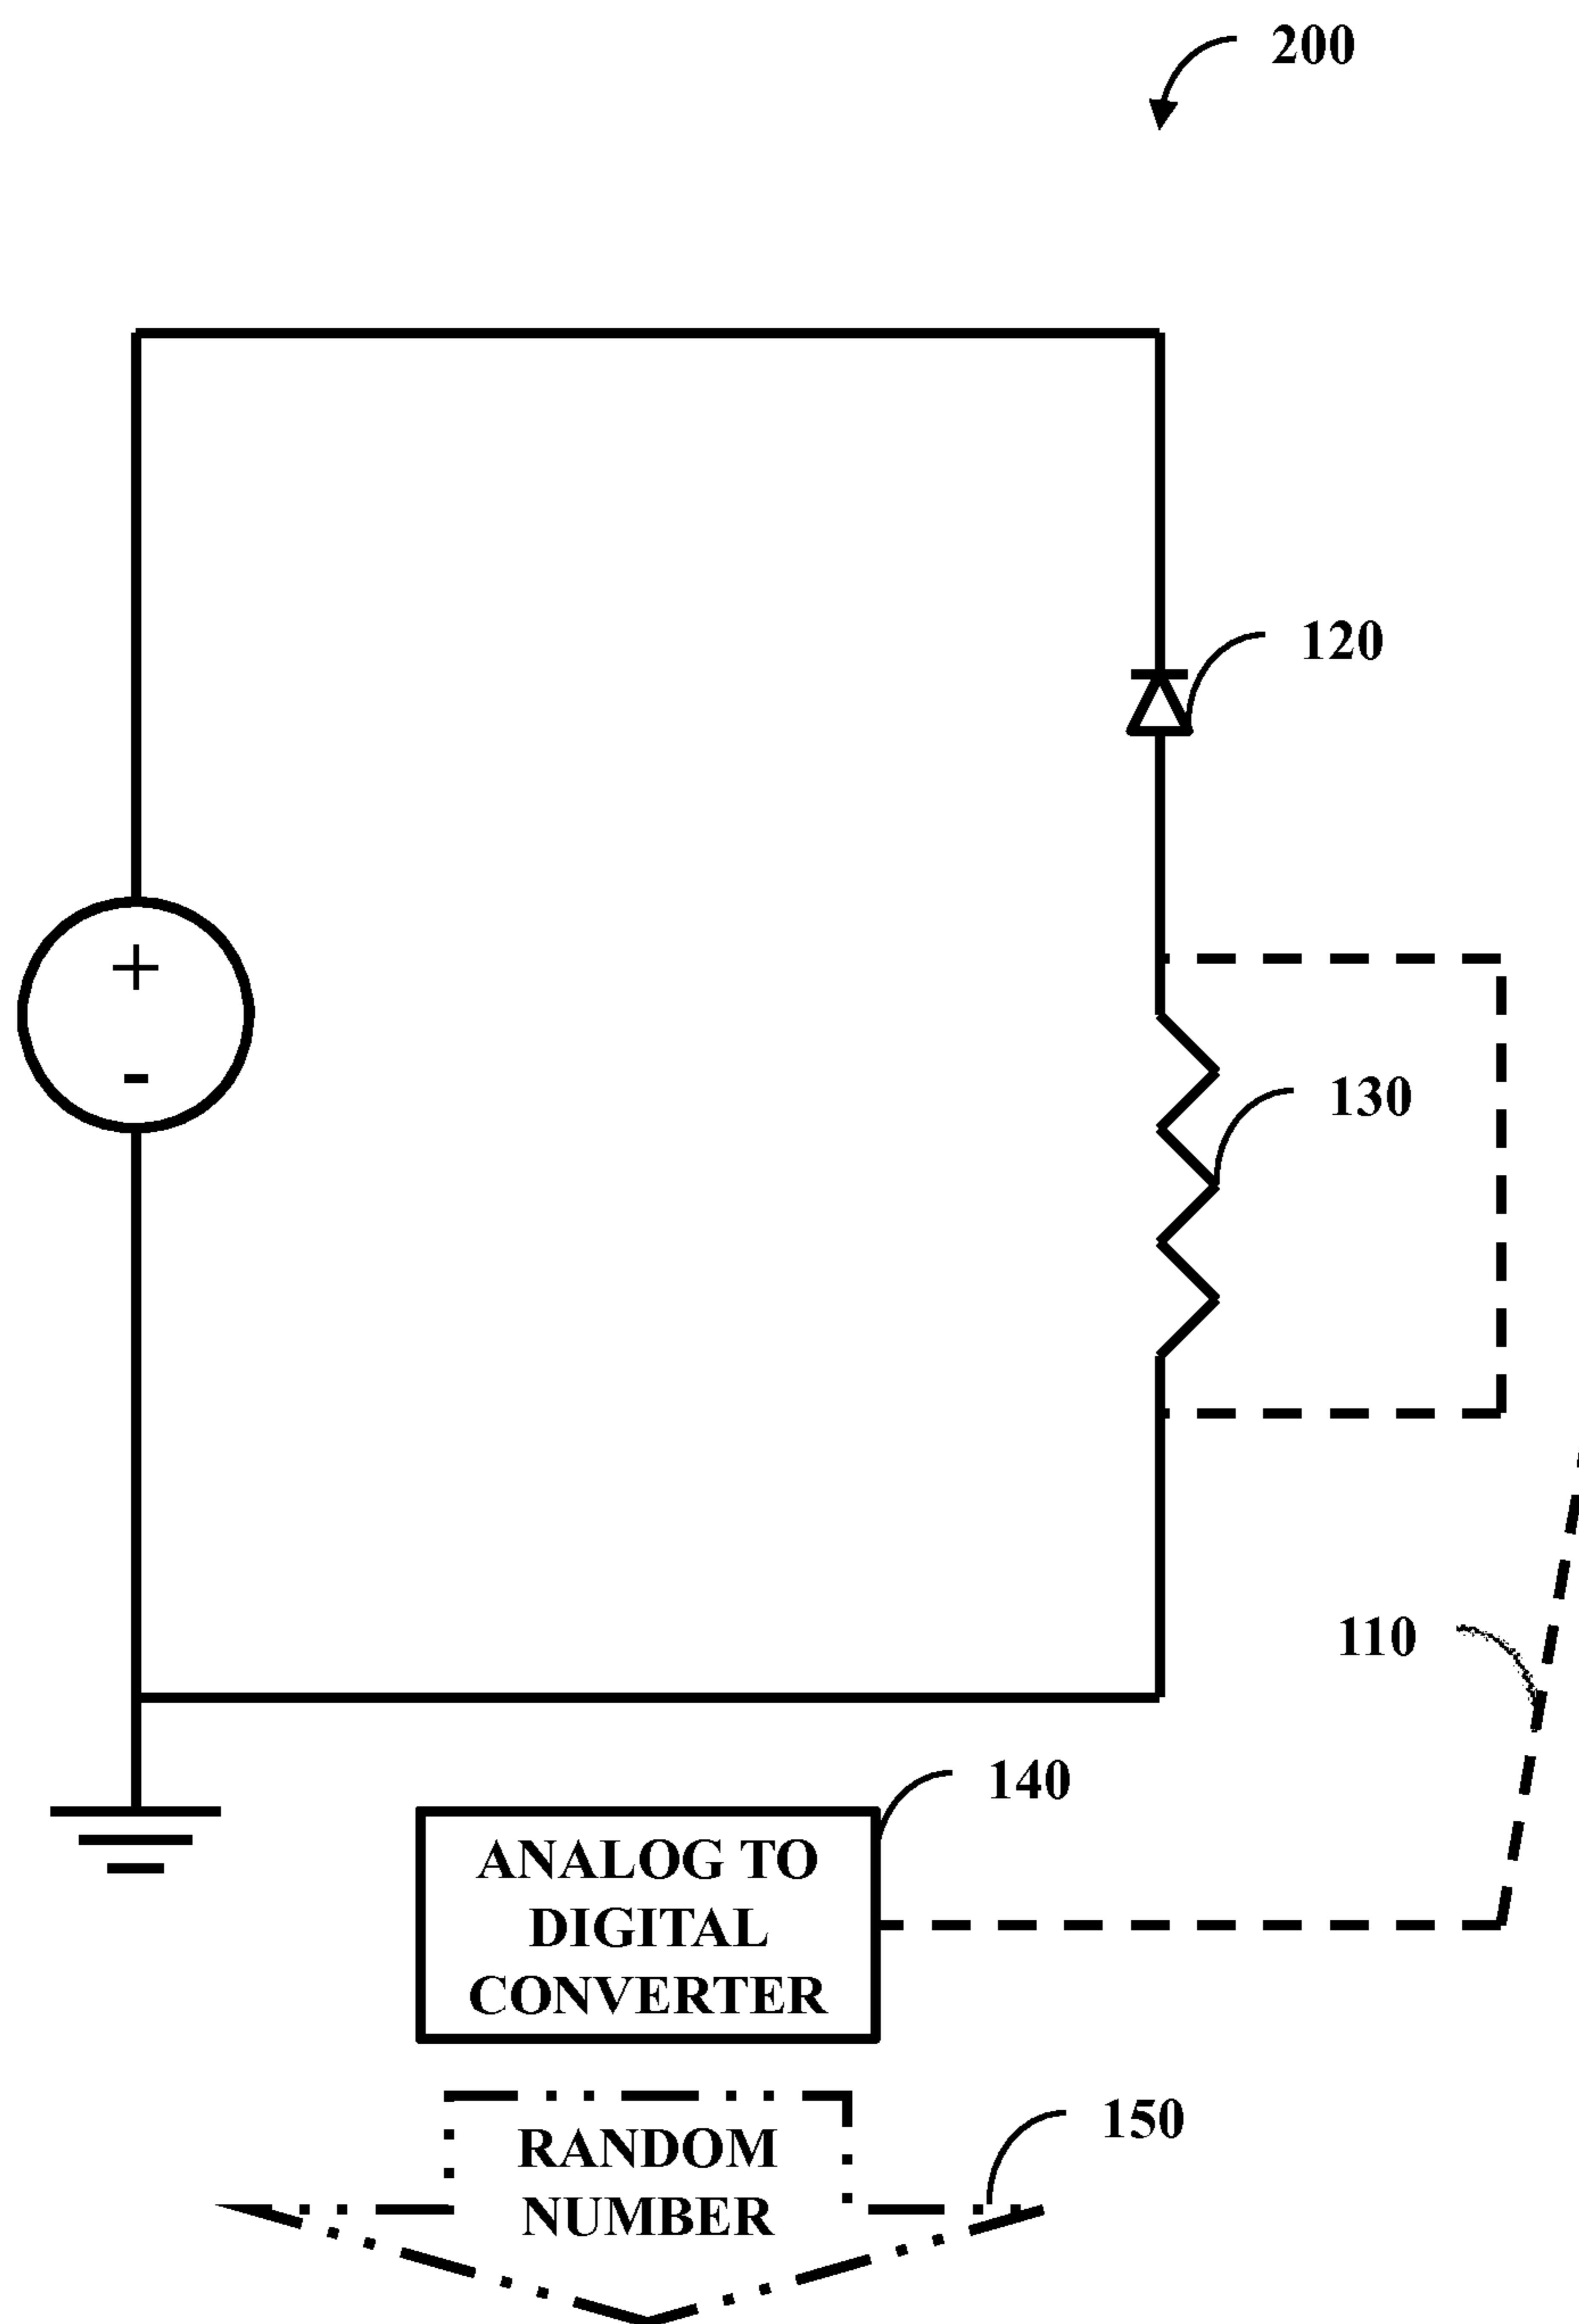 200
120
+
-
130
110
140
ANALOG TO
DIGITAL
CONVERTER
150
RANDOM
NUMBER